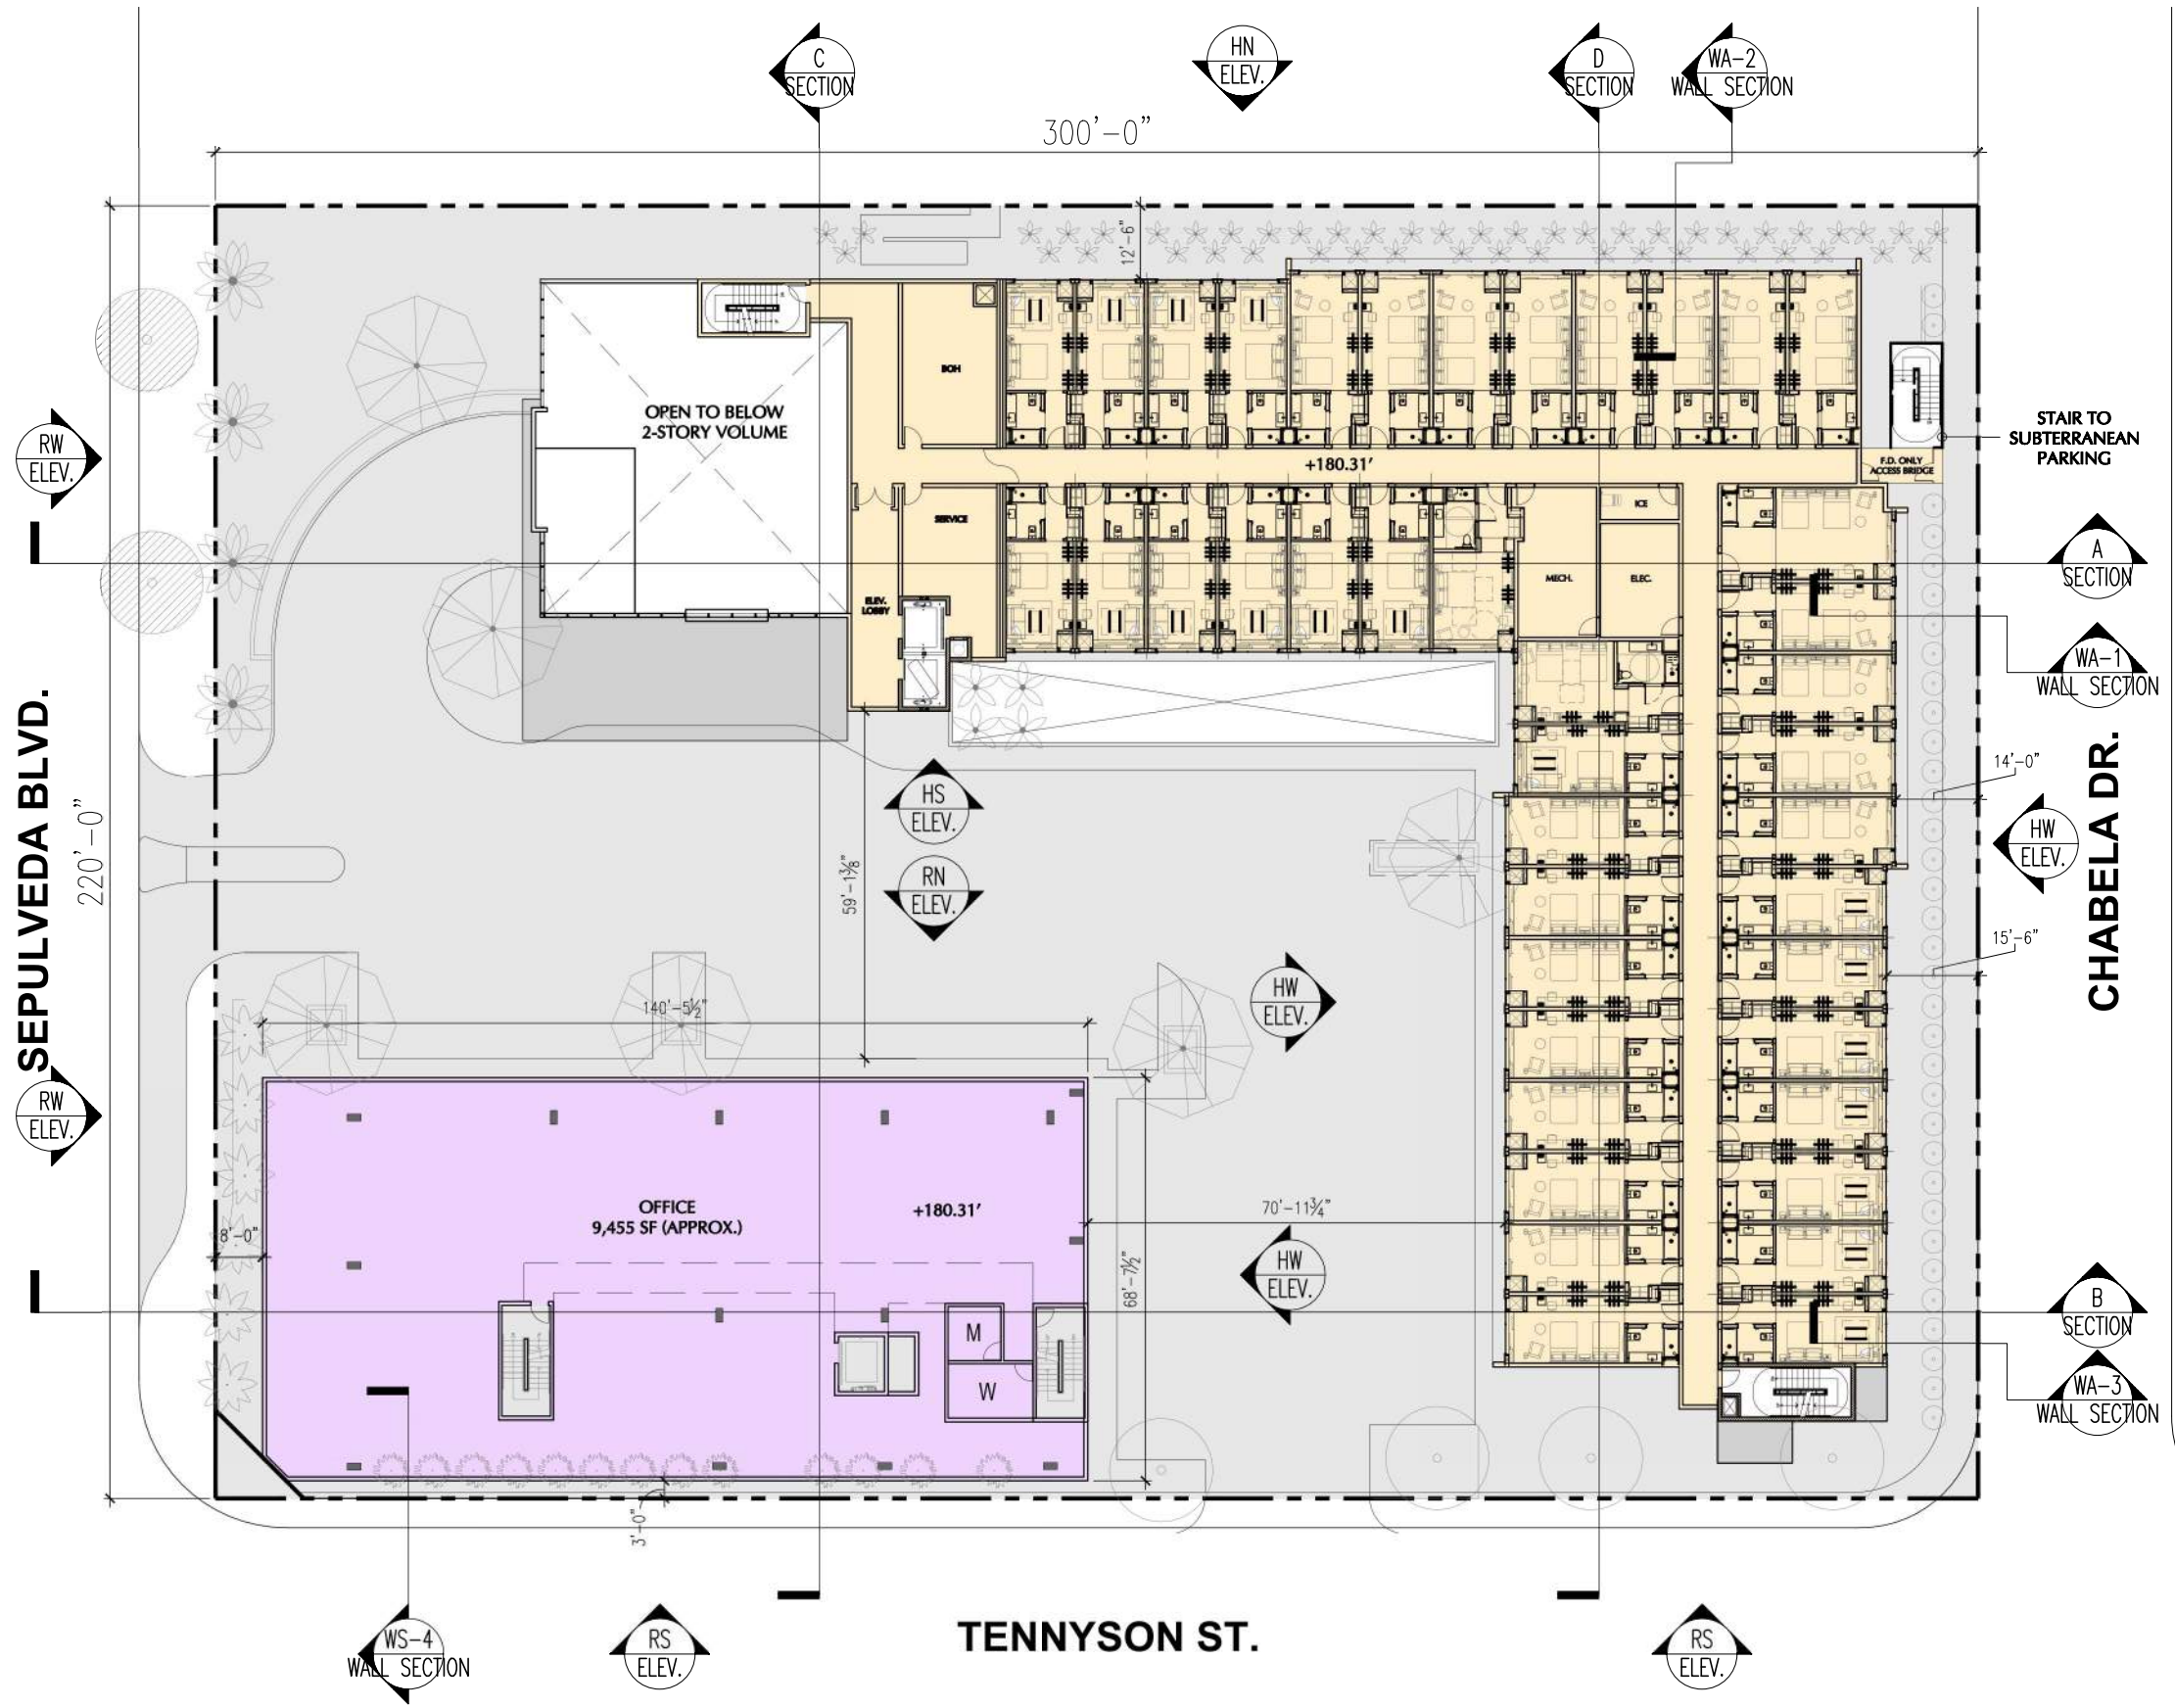 C
SECTION
HN
ELEV.
D
SECTION
WA-2
WALL SECTION
300'-0"
12'-6"
BOH
OPEN TO BELOW
2-STORY VOLUME
RW
ELEV.
STAIR TO
SUBTERRANEAN
PARKING
+180.31'
F.D. ONLY
ACCESS BRIDGE
SERVICE
ICE
A
SECTION
MECH.
ELEC.
ELEV.
LOBBY
WA-1
WALL SECTION
SEPULVEDA BLVD.
220'-0"
HS
ELEV.
14'-0"
HW
ELEV.
CHABELA DR.
59'-1⅜"
RN
ELEV.
15'-6"
HW
ELEV.
140'-5½"
RW
ELEV.
OFFICE
9,455 SF (APPROX.)
+180.31'
8'-0"
70'-11¾"
68'-7½"
HW
ELEV.
B
SECTION
M
W
WA-3
WALL SECTION
3'-0"
WS-4
WALL SECTION
RS
ELEV.
TENNYSON ST.
RS
ELEV.